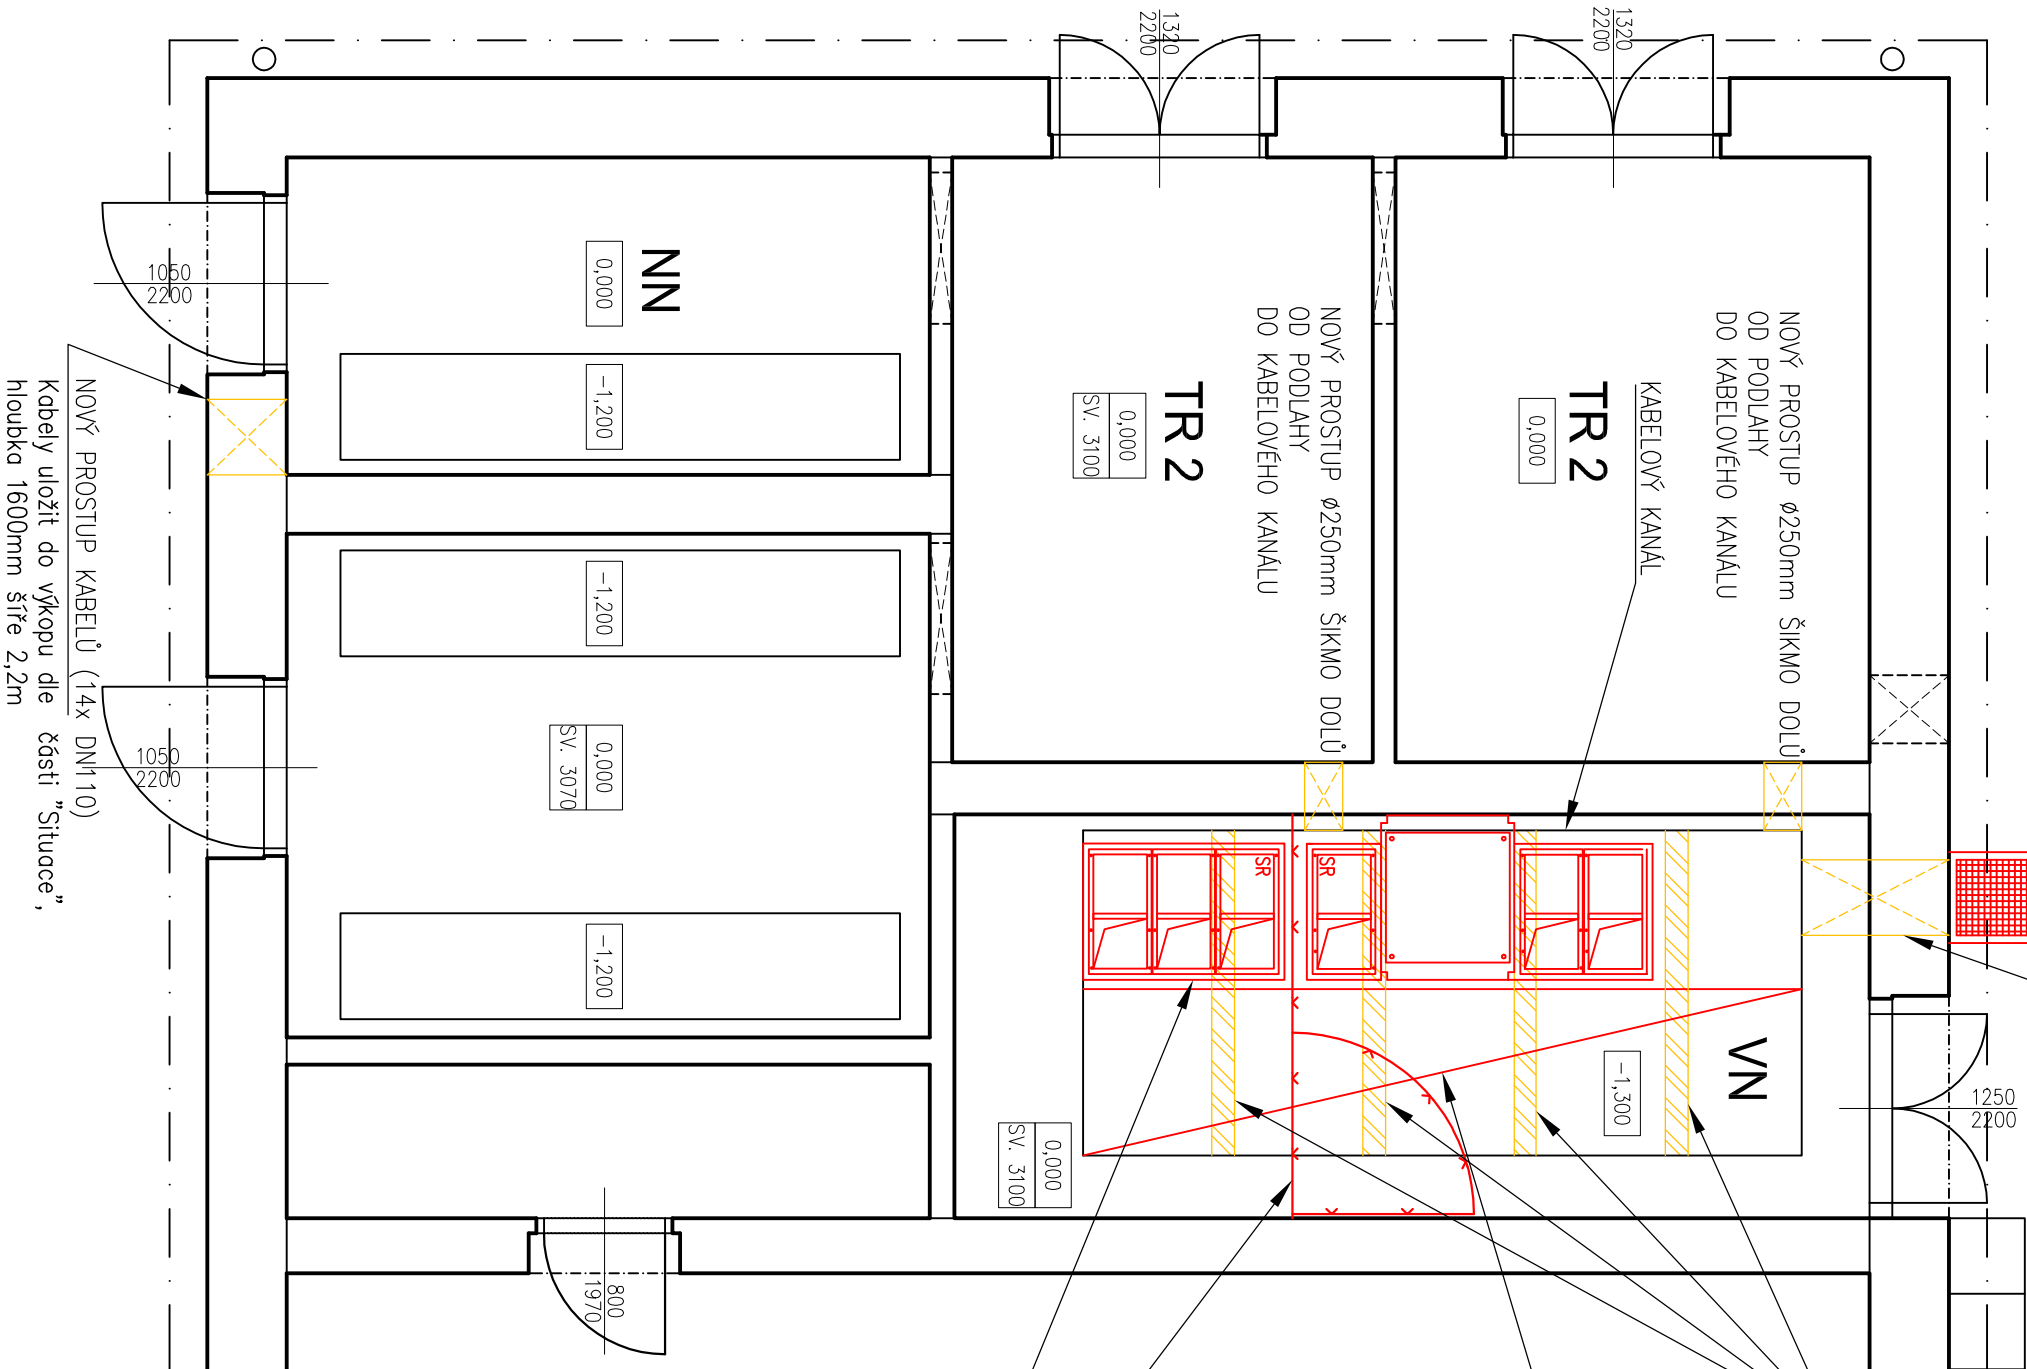 1320
2200
1320
2200
NOVÝ PROSTUP Ø250mm ŠIKMO DOLŮ
OD PODLAHY
DO KABELOVÉHO KANÁLU
KABELOVÝ KANÁL
TR 2
0,000
NOVÝ PROSTUP Ø250mm ŠIKMO DOLŮ
OD PODLAHY
DO KABELOVÉHO KANÁLU
TR 2
0,000
SV. 3100
NN
0,000
-1,200
1050
2200
-1,200
0,000
SV. 3070
-1,200
1050
2200
NOVÝ PROSTUP KABELŮ (14x DN110)
Kabely uložit do výkopu dle části "Situace",
hloubka 1600mm šíře 2,2m
SR
SR
VN
-1,300
0,000
SV. 3100
1250
2200
800
1970